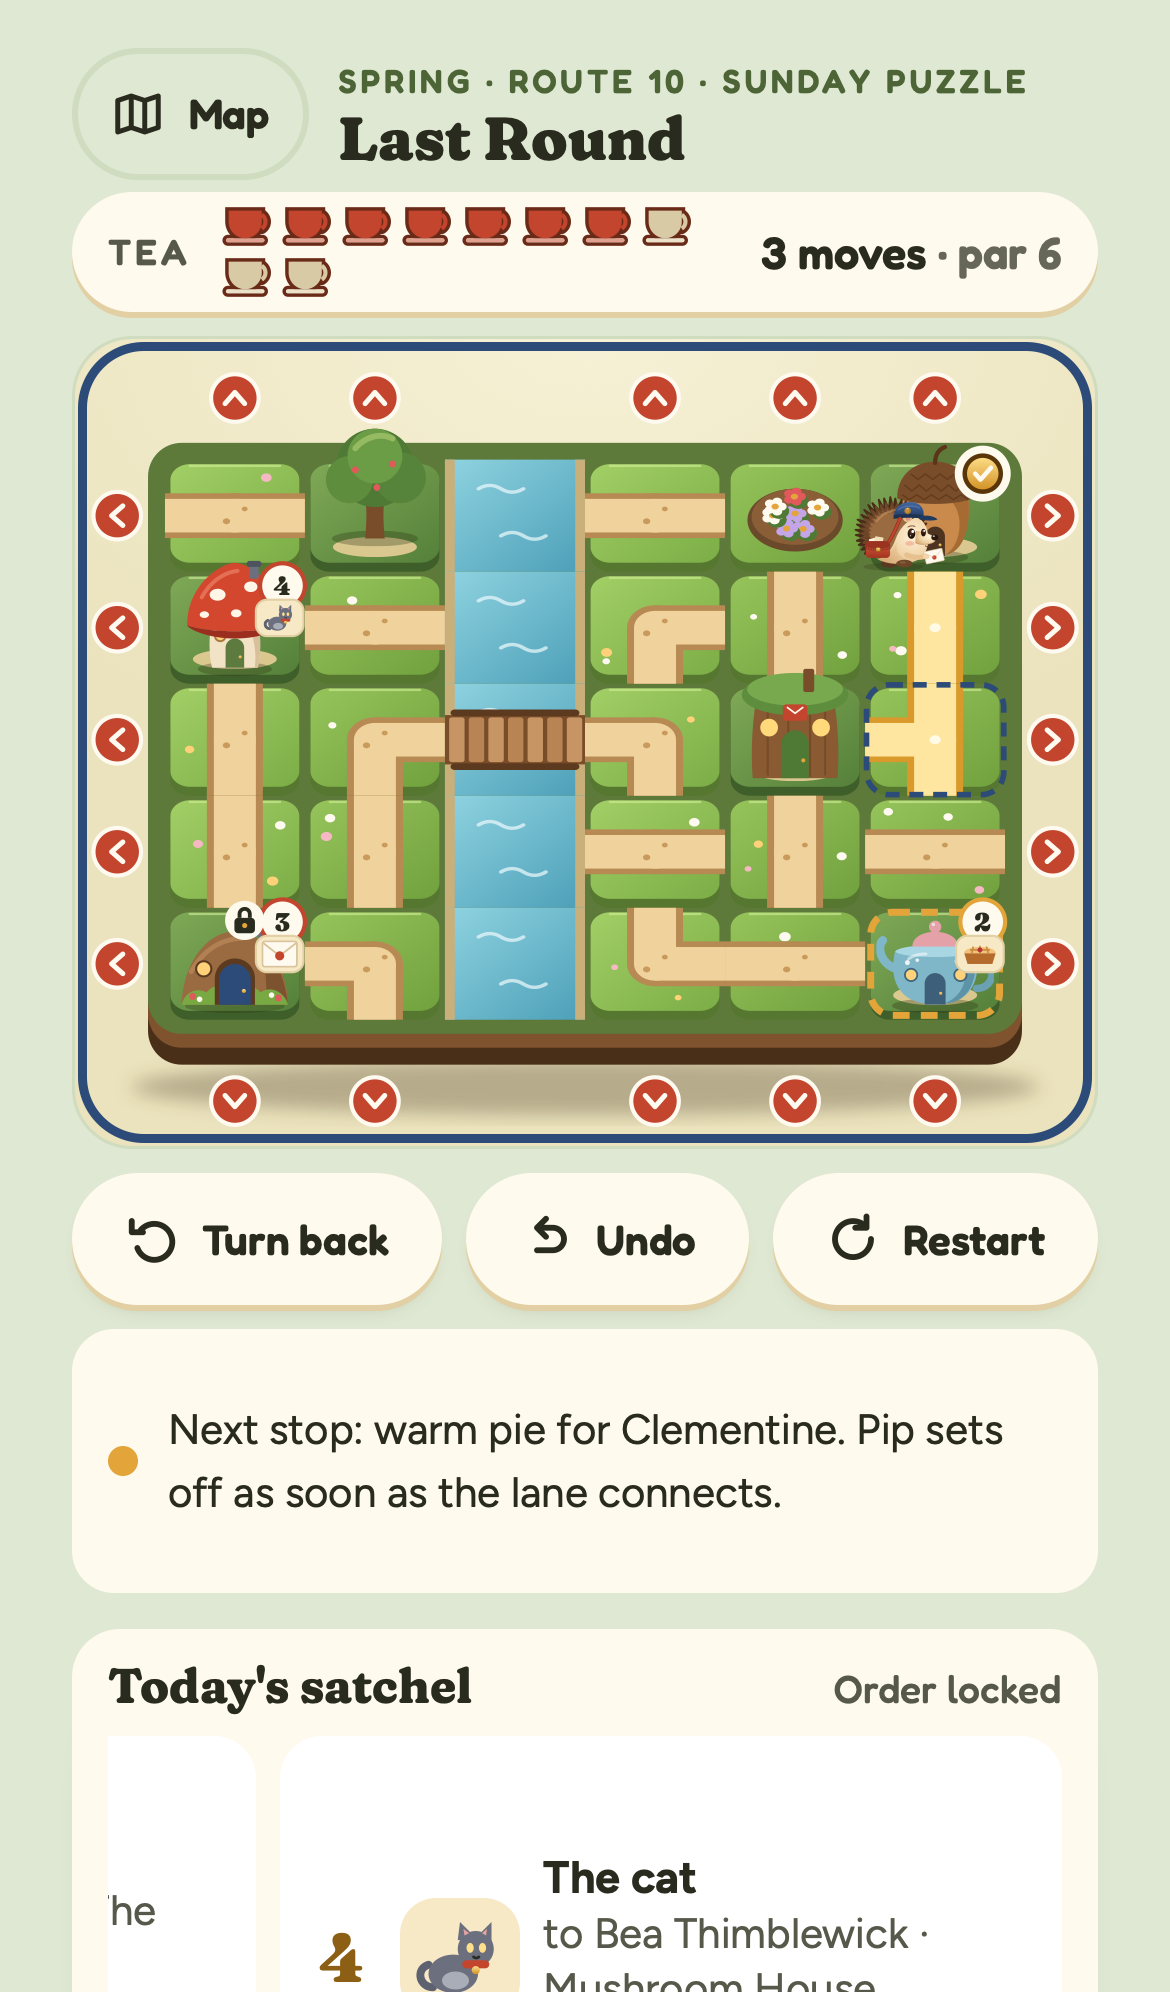 Map
SPRING · ROUTE 10 · SUNDAY PUZZLE
Last Round
TEA
3 moves · par 6
4
3
2
Turn back
Undo
Restart
Next stop: warm pie for Clementine. Pip sets
off as soon as the lane connects.
Today's satchel
Order locked
The cat
to Bea Thimblewick ·
4
Mushroom House